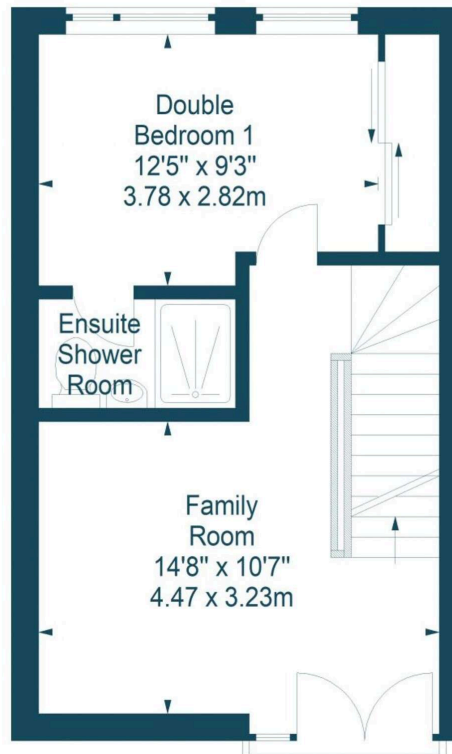 Double
Bedroom 1
12'5" x 9'3"
3.78 x 2.82m
Ensuite
Shower
Room
Family
Room
14'8" x 10'7"
4.47 x 3.23m